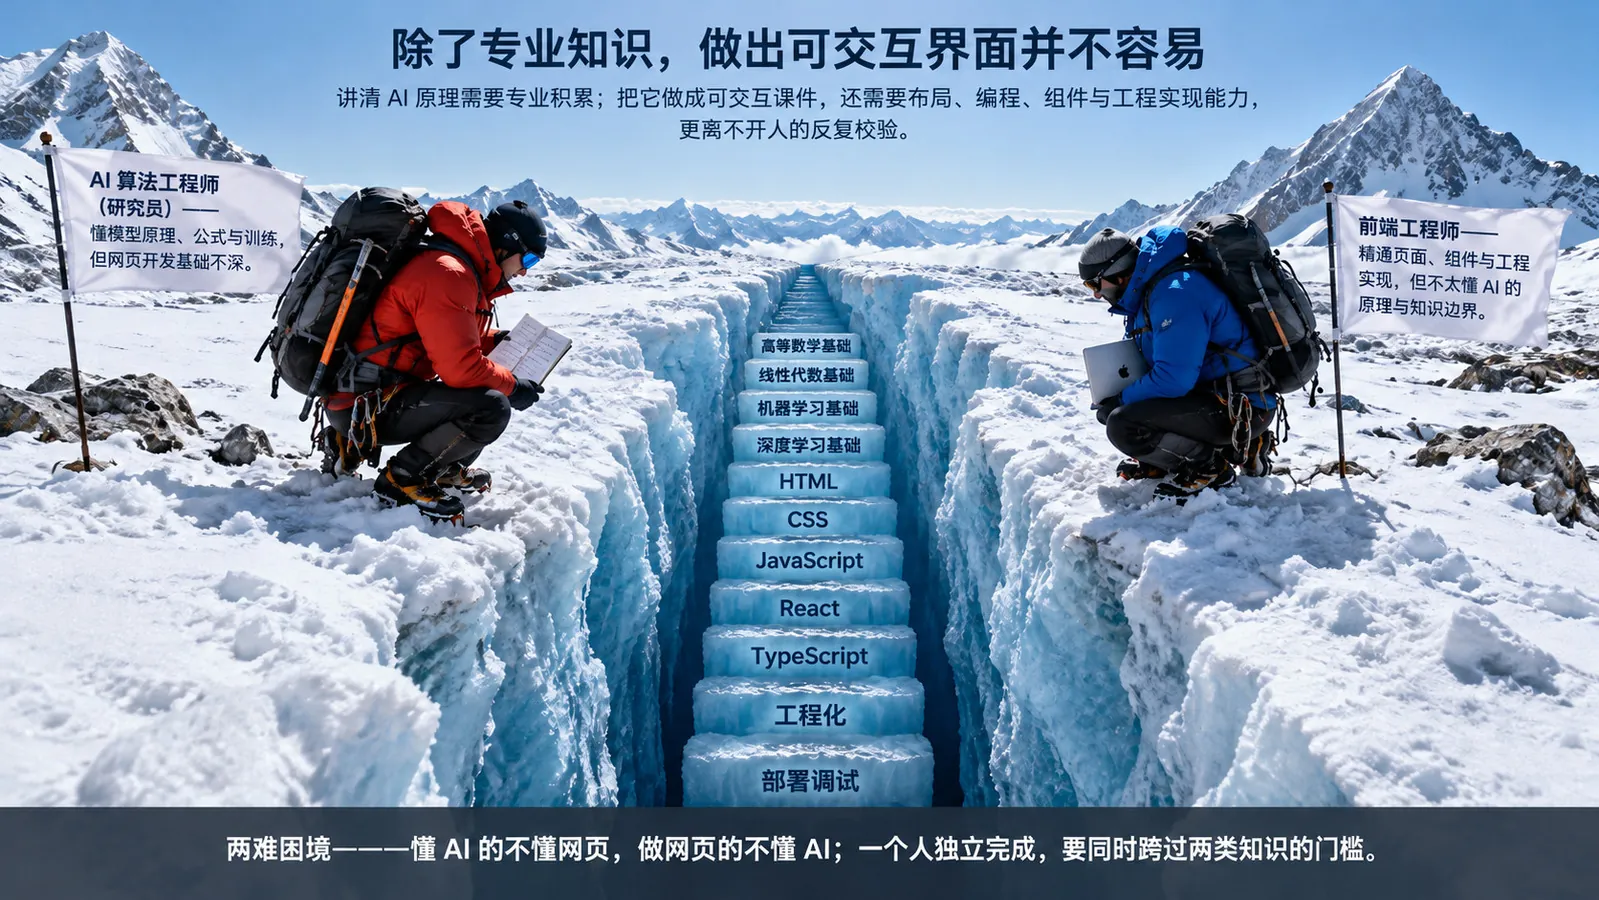 除了专业知识，做出可交互界面并不容易
讲清 AI 原理需要专业积累；把它做成可交互课件，还需要布局、编程、组件与工程实现能力，
更离不开人的反复校验。
AI 算法工程师
（研究员）——
懂模型原理、公式与训练，
但网页开发基础不深。
前端工程师——
精通页面、组件与工程
实现，但不太懂 AI 的
原理与知识边界。
高等数学基础
线性代数基础
机器学习基础
深度学习基础
HTML
CSS
JavaScript
React
TypeScript
工程化
部署调试
两难困境———懂 AI 的不懂网页，做网页的不懂 AI；一个人独立完成，要同时跨过两类知识的门槛。